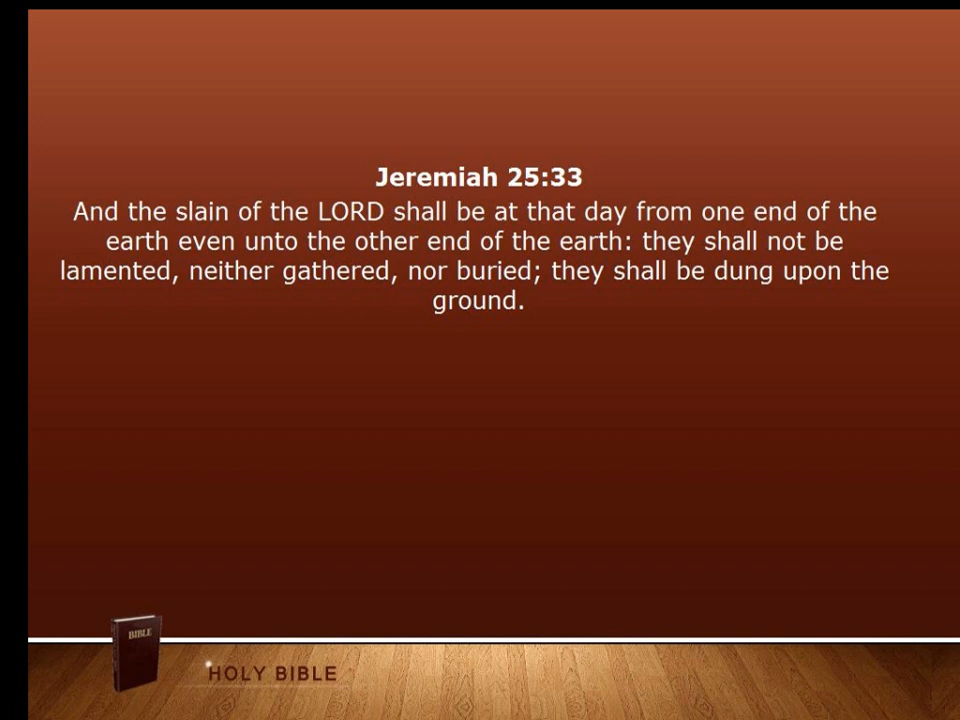 Jeremiah 25:33
And the slain of the LORD shall be at that day from one end of the
earth even unto the other end of the earth: they shall not be
lamented, neither gathered, nor buried; they shall be dung upon the
ground.
BIBLE
HOLY BIBLE